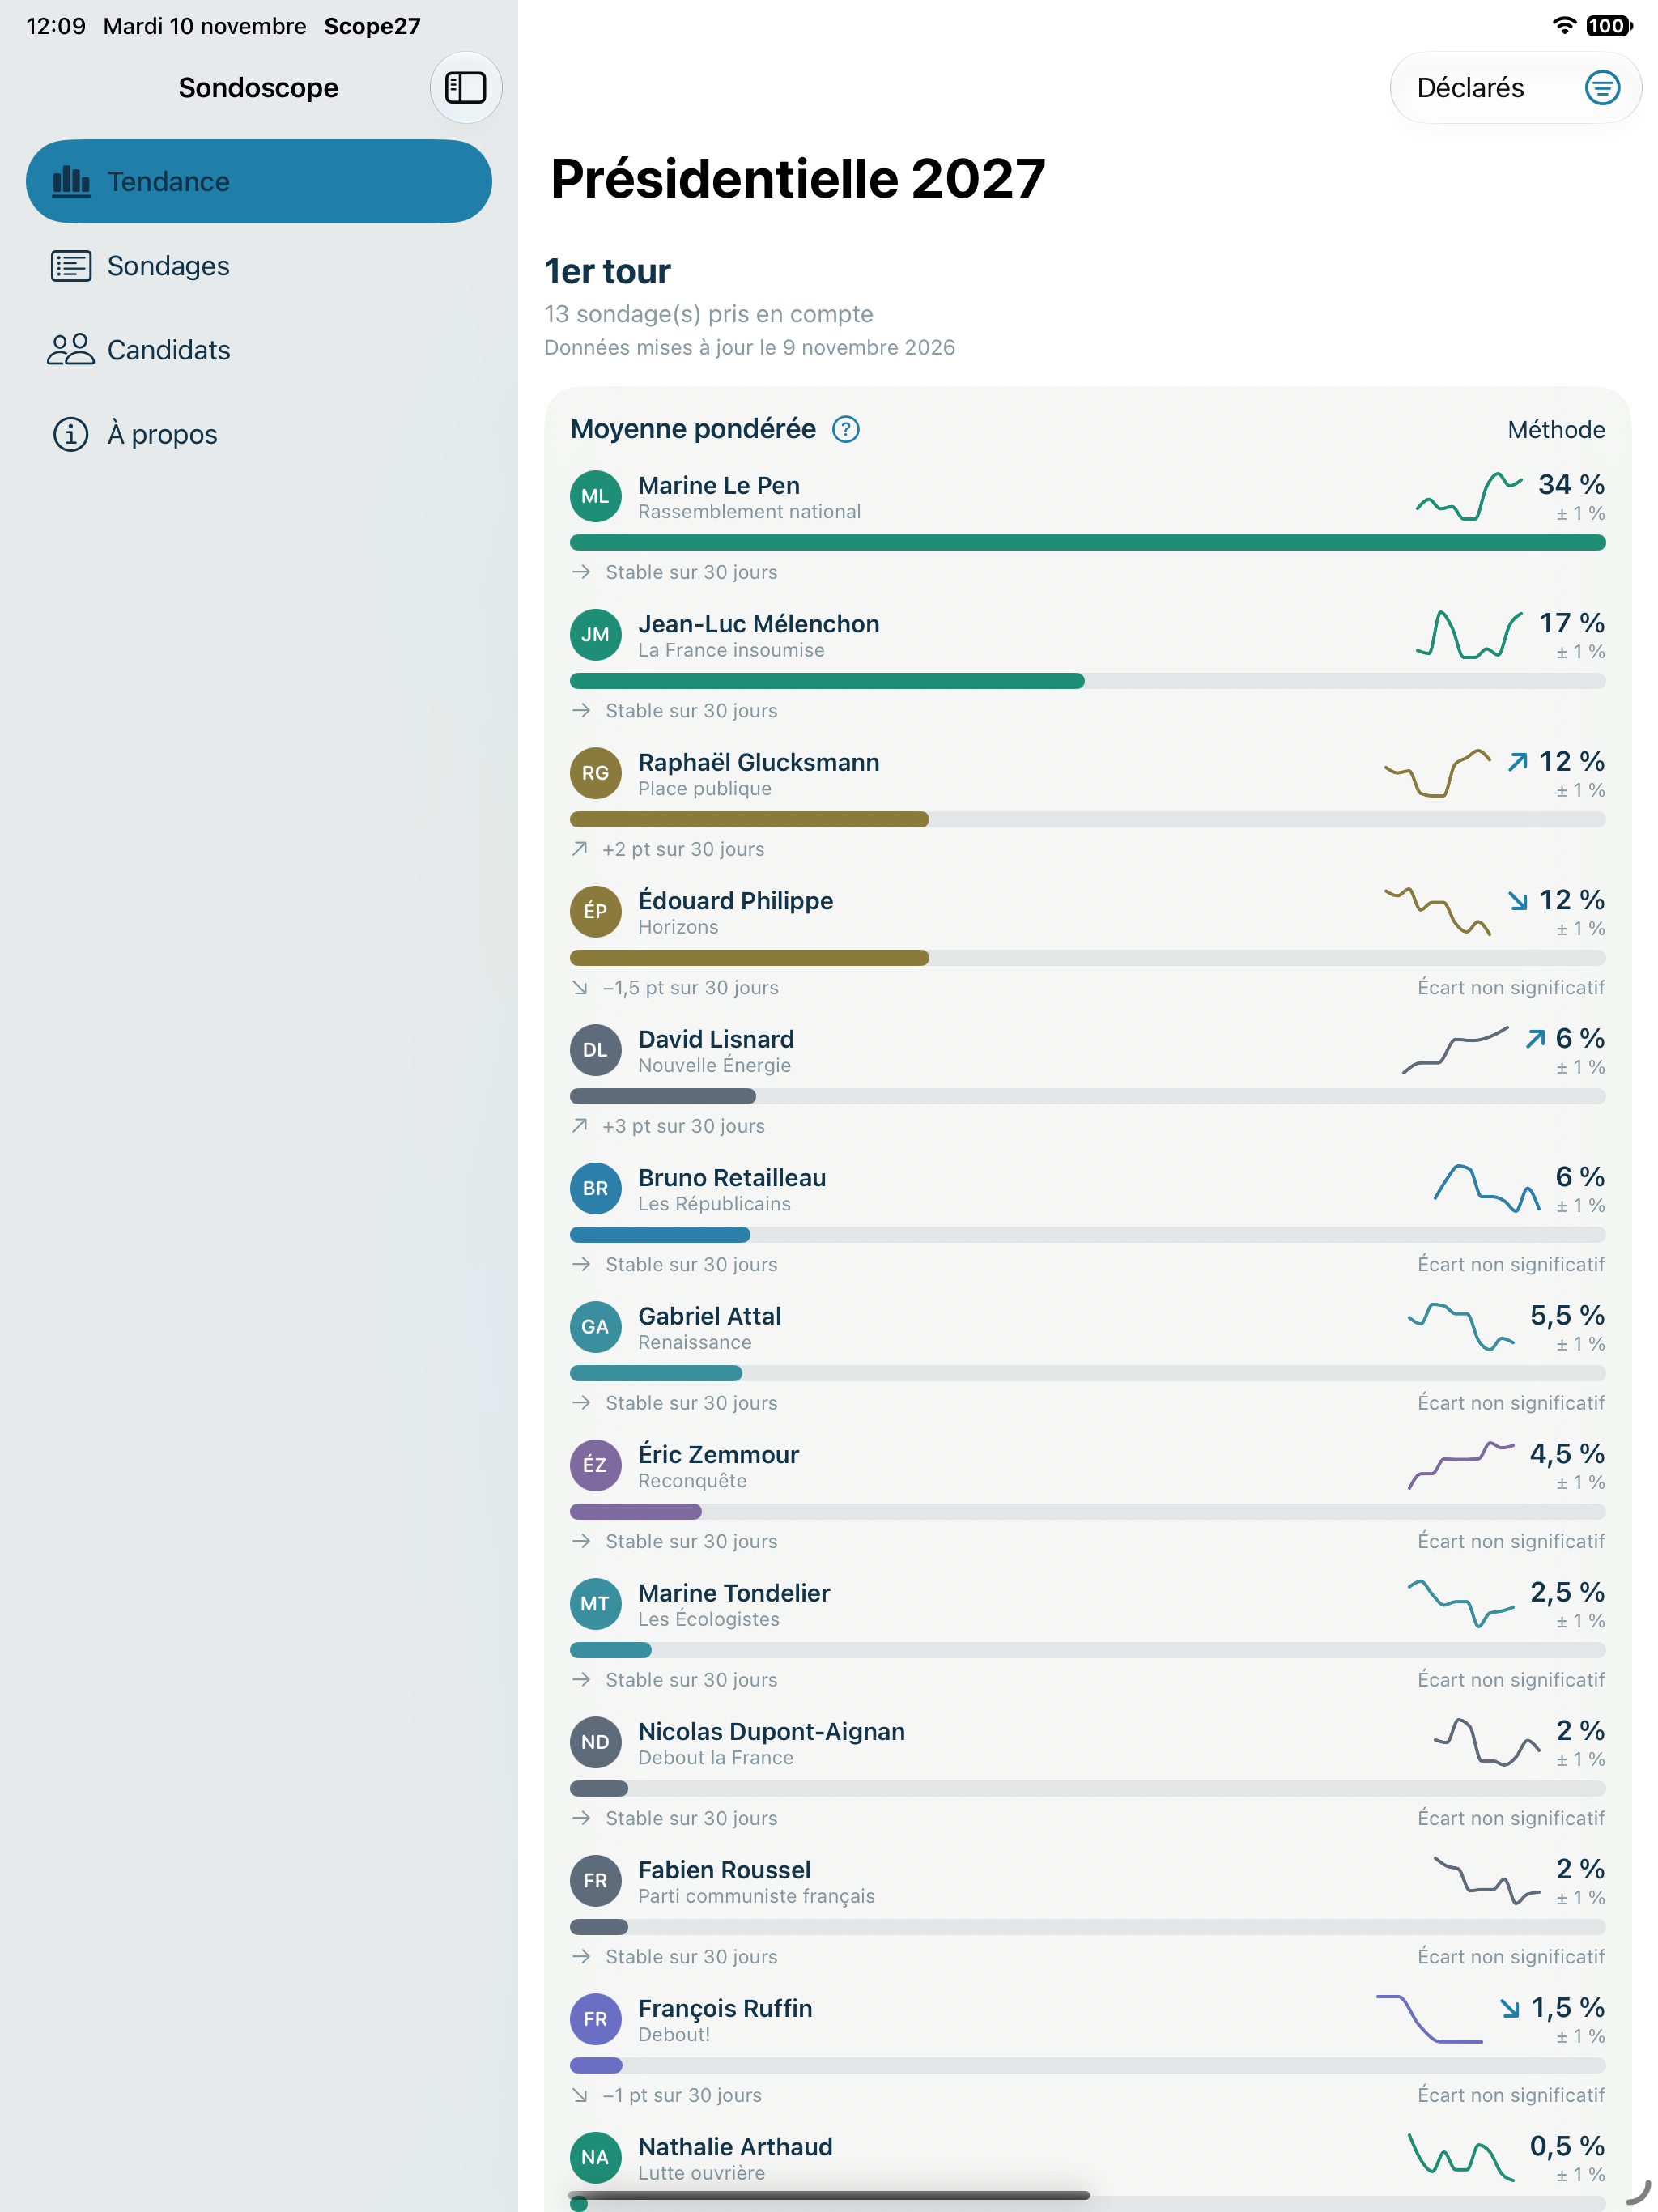 12:09 Mardi 10 novembre Scope27
100
Sondoscope
Tendance
Sondages
Candidats
À propos
Déclarés
Présidentielle 2027
1er tour
13 sondage(s) pris en compte
Données mises à jour le 9 novembre 2026
Moyenne pondérée ?
Méthode
ML Marine Le Pen 34 %
Rassemblement national ± 1 %
→ Stable sur 30 jours
JM Jean-Luc Mélenchon 17 %
La France insoumise ± 1 %
→ Stable sur 30 jours
RG Raphaël Glucksmann ↗ 12 %
Place publique ± 1 %
↗ +2 pt sur 30 jours
ÉP Édouard Philippe ↘ 12 %
Horizons ± 1 %
↘ −1,5 pt sur 30 jours Écart non significatif
DL David Lisnard ↗ 6 %
Nouvelle Énergie ± 1 %
↗ +3 pt sur 30 jours
BR Bruno Retailleau 6 %
Les Républicains ± 1 %
→ Stable sur 30 jours Écart non significatif
GA Gabriel Attal 5,5 %
Renaissance ± 1 %
→ Stable sur 30 jours Écart non significatif
ÉZ Éric Zemmour 4,5 %
Reconquête ± 1 %
→ Stable sur 30 jours Écart non significatif
MT Marine Tondelier 2,5 %
Les Écologistes ± 1 %
→ Stable sur 30 jours Écart non significatif
ND Nicolas Dupont-Aignan 2 %
Debout la France ± 1 %
→ Stable sur 30 jours Écart non significatif
FR Fabien Roussel 2 %
Parti communiste français ± 1 %
→ Stable sur 30 jours Écart non significatif
FR François Ruffin ↘ 1,5 %
Debout! ± 1 %
↘ −1 pt sur 30 jours Écart non significatif
NA Nathalie Arthaud 0,5 %
Lutte ouvrière ± 1 %